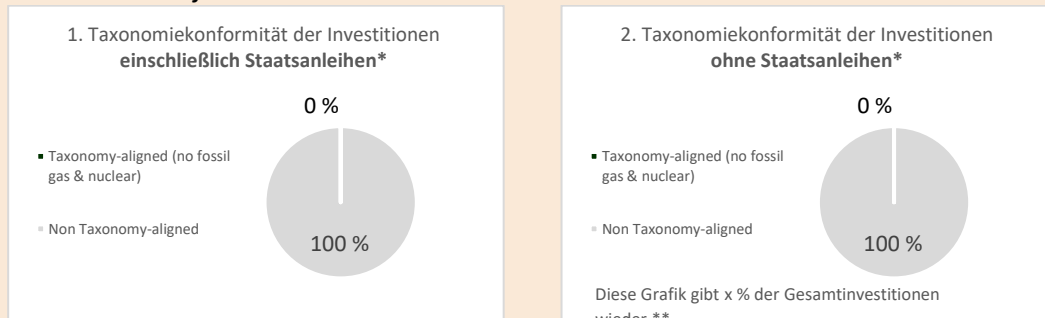 1. Taxonomiekonformität der Investitionen
einschließlich Staatsanleihen*
0 %
Taxonomy-aligned (no fossil
gas & nuclear)
Non Taxonomy-aligned
100 %
2. Taxonomiekonformität der Investitionen
ohne Staatsanleihen*
0 %
Taxonomy-aligned (no fossil
gas & nuclear)
Non Taxonomy-aligned
100 %
Diese Grafik gibt x % der Gesamtinvestitionen
wieder.**